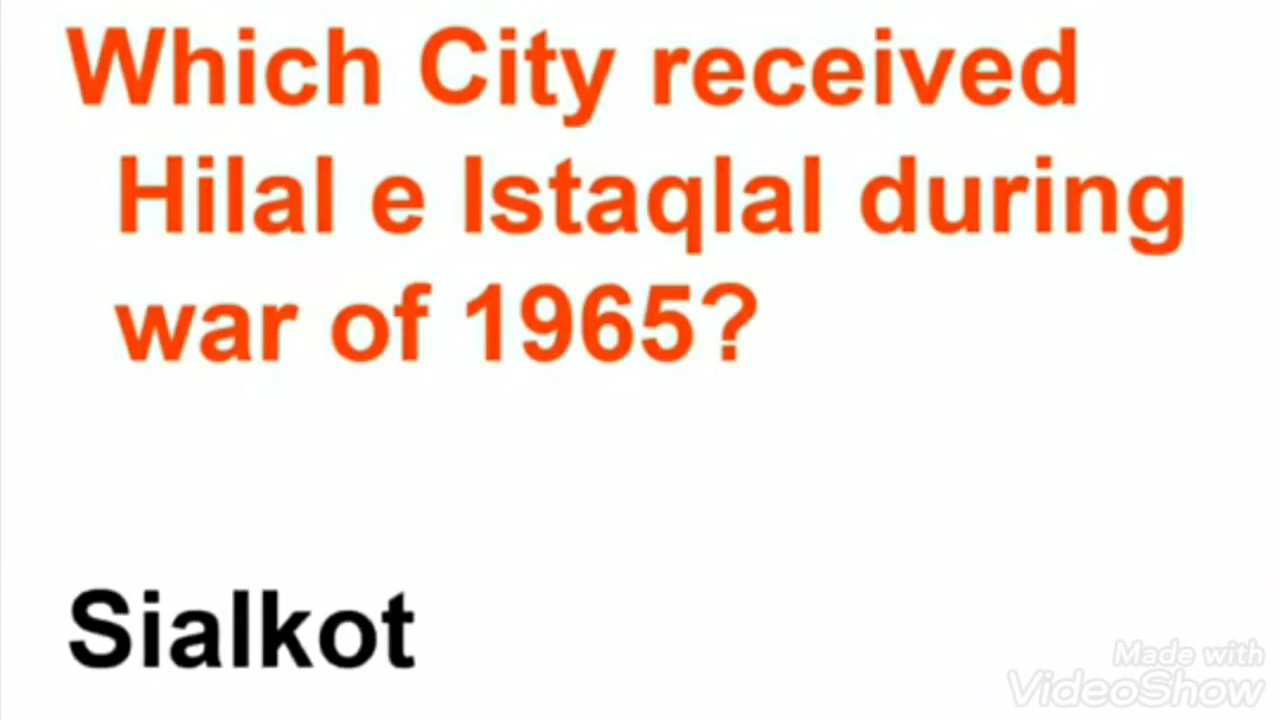 Which City received
Hilal e Istaqlal during
war of 1965?
Sialkot
Made with
VideoShow